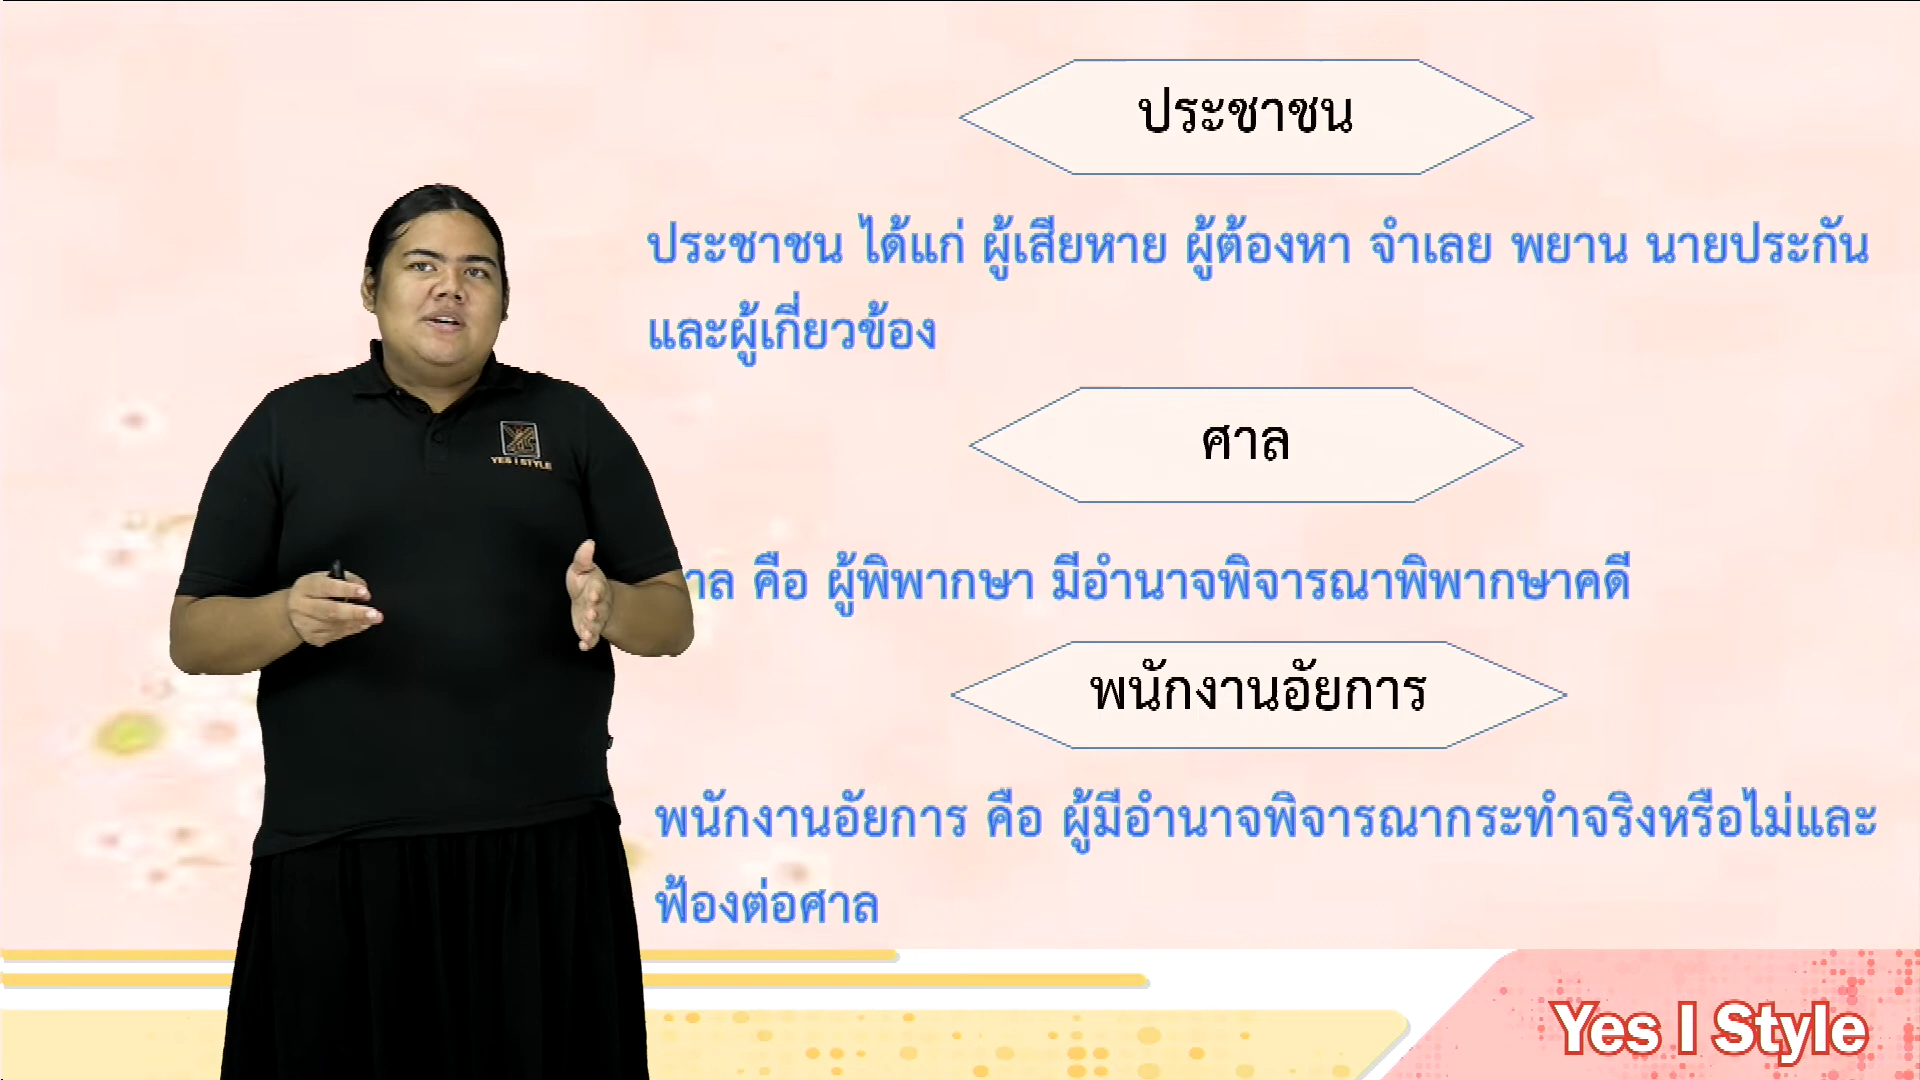 ประชาชน
ประชาชน ได้แก่ ผู้เสียหาย ผู้ต้องหา จำเลย พยาน นายประกัน
และผู้เกี่ยวข้อง
ศาล
คือ ผู้พิพากษา มีอำนาจพิจารณาพิพากษาคดี
พนักงานอัยการ
พนักงานอัยการ คือ ผู้มีอำนาจพิจารณากระทำจริงหรือไม่และ
ฟ้องต่อศาล
YES I STYLE
Yes I Style